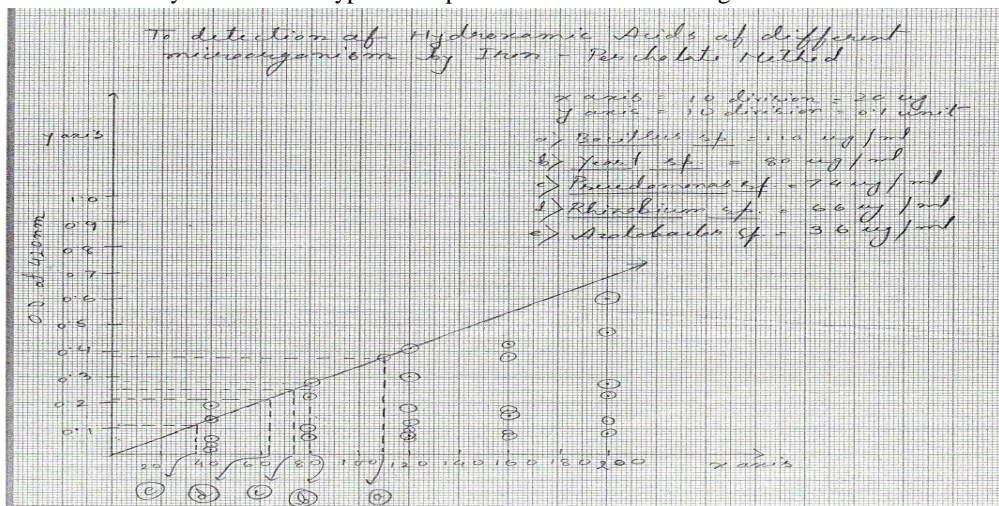 To detection of Hydroxamic Acids of different
microorganism by Iron - Percholate Method
x axis = 10 division = 20 ug
y axis = 10 division = 0.1 unit
a) Bacillus sp = 110 ug/ml
b) Yeast sp. = 80 ug/ml
c) Pseudomonas sp. = 74 ug/ml
d) Rhizobium sp. = 66 ug/ml
e) Azotobacter sp = 36 ug/ml
y axis
OD at 420nm
1.0
0.9
0.8
0.7
0.6
0.5
0.4
0.3
0.2
0.1
20 40 60 80 100 120 140 160 180 200
x axis
e d c b a